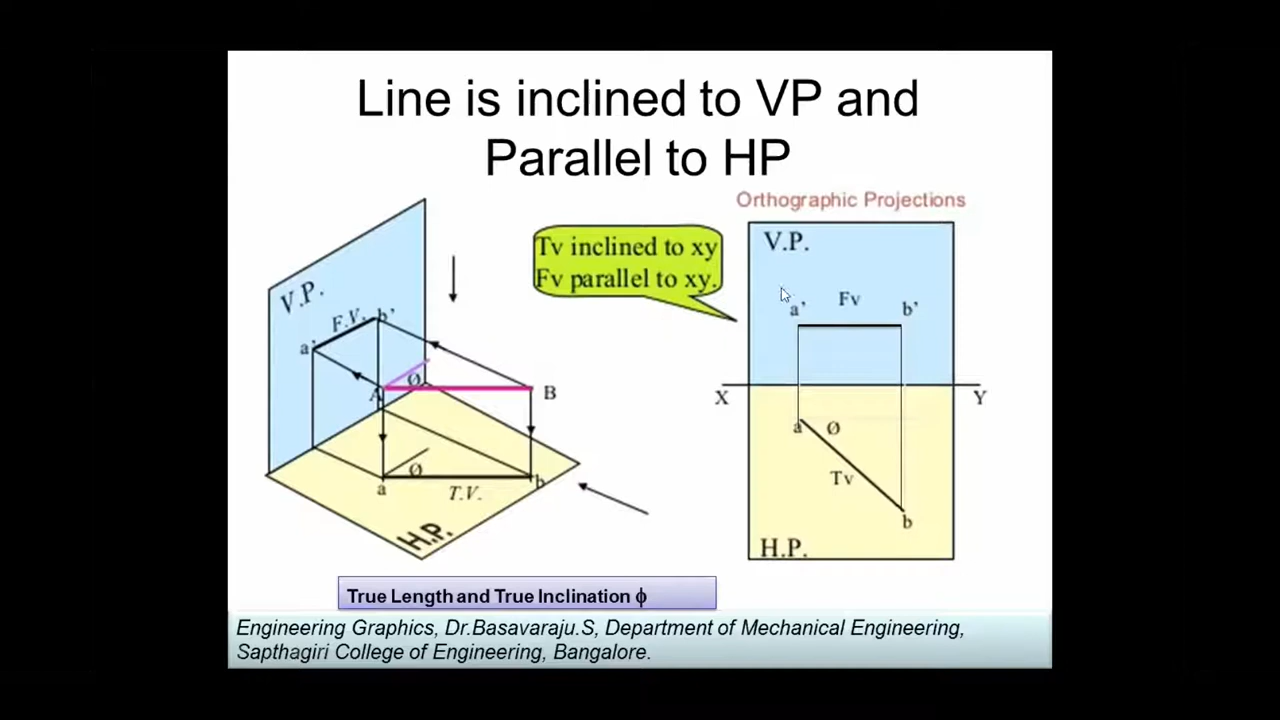 Line is inclined to VP and
Parallel to HP
Orthographic Projections
V.P.
F.V.
a'
b'
A
Ø
B
Ø
a
T.V.
b
H.P.
Tv inclined to xy
Fv parallel to xy.
V.P.
a'
Fv
b'
X
Y
a
Ø
Tv
b
H.P.
True Length and True Inclination ϕ
Engineering Graphics, Dr.Basavaraju.S, Department of Mechanical Engineering,
Sapthagiri College of Engineering, Bangalore.